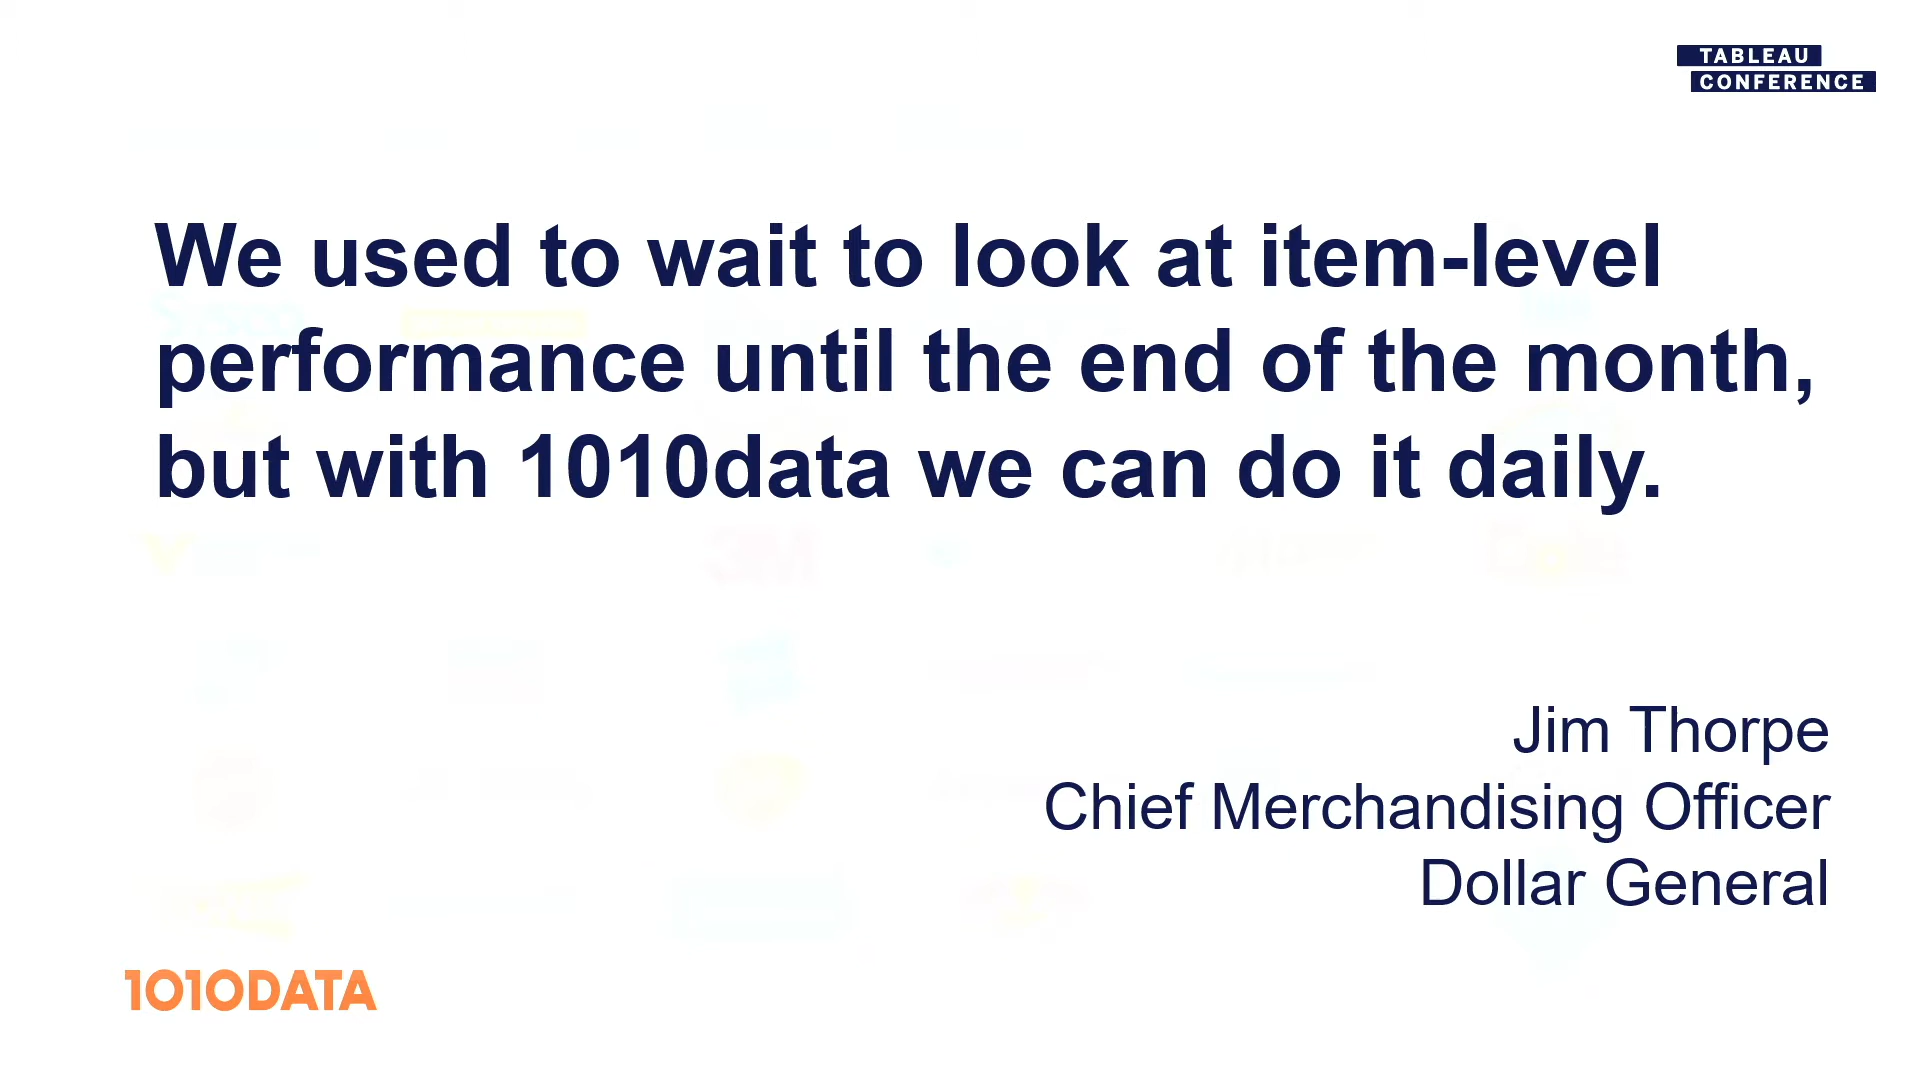 TABLEAU
CONFERENCE
We used to wait to look at item-level
performance until the end of the month,
but with 1010data we can do it daily.
3M
Jim Thorpe
Chief Merchandising Officer
Dollar General
1010DATA